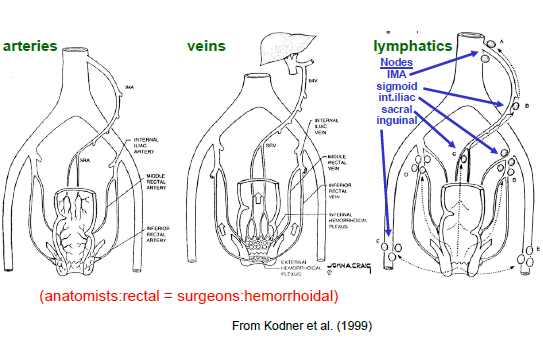 arteries
veins
lymphatics
Nodes
IMA
sigmoid
int.iliac
sacral
inguinal
IMA
INTERNAL
ILIAC
ARTERY
SRA
MIDDLE
RECTAL
ARTERY
INFERIOR
RECTAL
ARTERY
IMV
INTERNAL
ILIAC
VEIN
SRV
MIDDLE
RECTAL
VEIN
INFERIOR
RECTAL
VEIN
INTERNAL
HEMORRHOIDAL
PLEXUS
EXTERNAL
HEMORRHOIDAL
PLEXUS
JOHN A. CRAIG
A
B
C
D
D
E
E
(anatomists:rectal = surgeons:hemorrhoidal)
From Kodner et al. (1999)